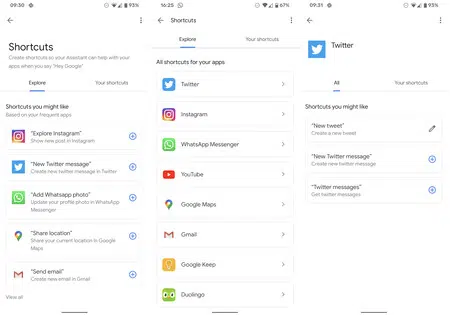 09:30
93%
Shortcuts
Create shortcuts so your Assistant can help with your apps when you say "Hey Google"
Explore
Your shortcuts
Shortcuts you might like
Based on your frequent apps
"Explore Instagram"
Show new post in Instagram
"New Twitter message"
Create new twitter message in Twitter
"Add Whatsapp photo"
Update your profile photo in WhatsApp
Messenger
"Share location"
Share your current location in Google
Maps
"Send email"
Create new email in Gmail
View all
16:25
67%
Shortcuts
Explore
Your shortcuts
All shortcuts for your apps
Twitter
Instagram
WhatsApp Messenger
YouTube
Google Maps
Gmail
Google Keep
Duolingo
09:31
93%
Twitter
All
Your shortcuts
Shortcuts you might like
"New tweet"
Create a new tweet
"New Twitter message"
Create new twitter message
"Twitter messages"
Get twitter messages